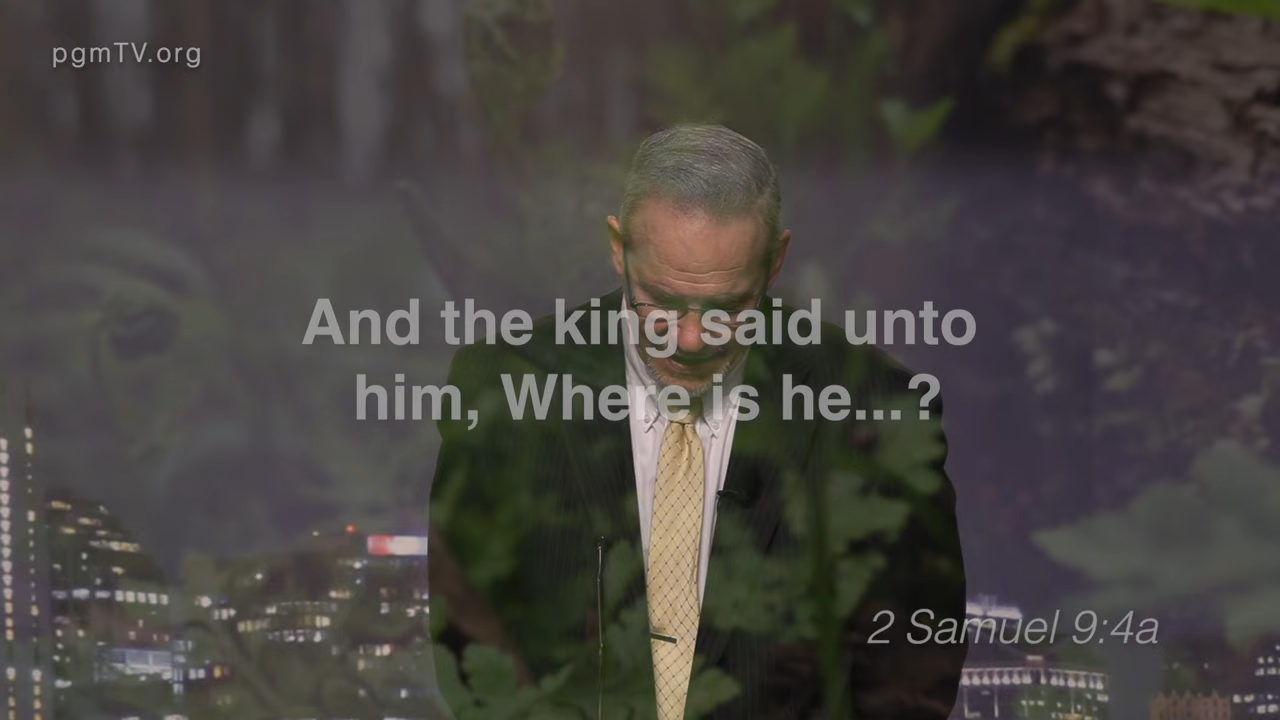 pgmTV.org
And the king said unto
him, Where is he...?
2 Samuel 9:4a